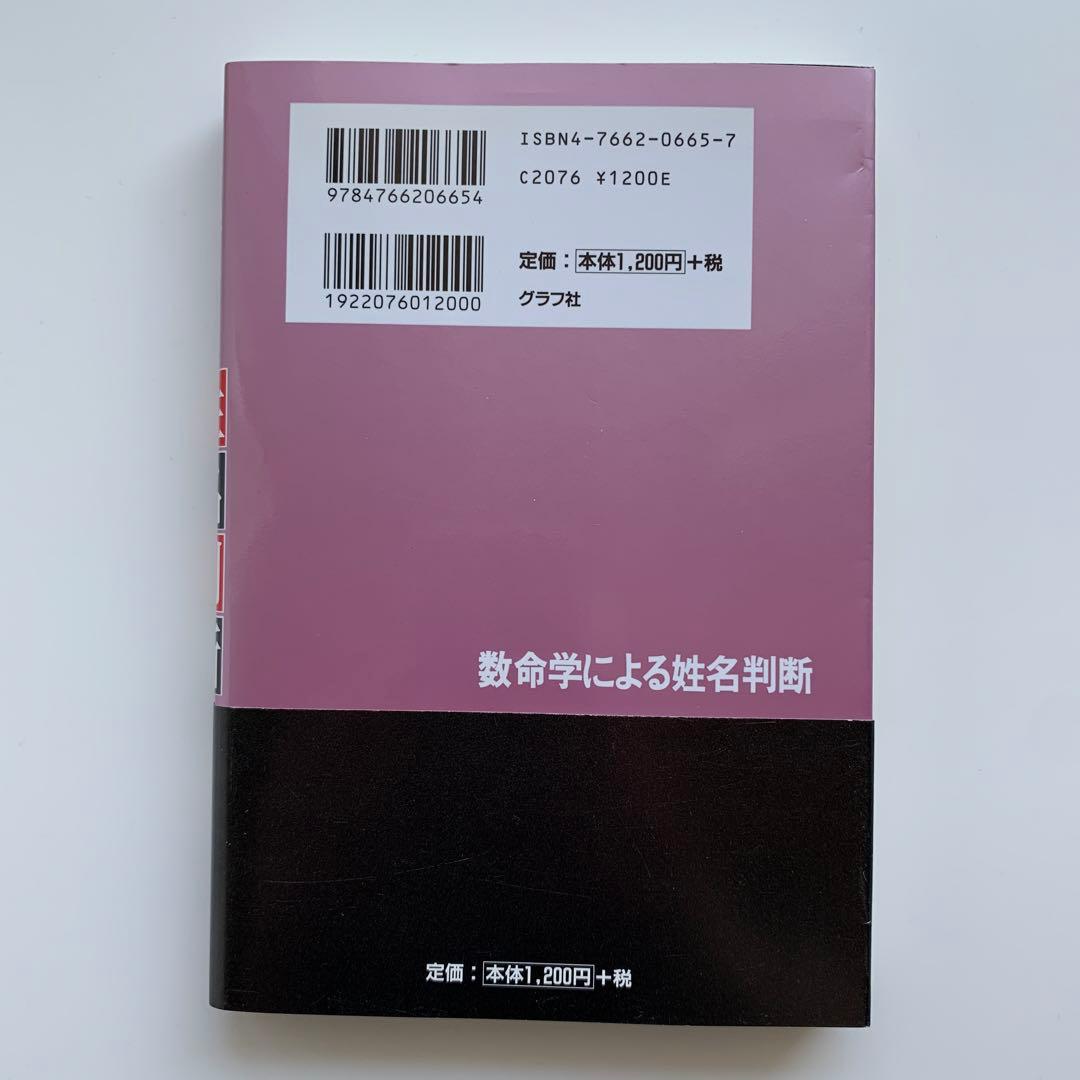 ISBN4-7662-0665-7
C2076 ¥1200E
9784766206654
定価：本体1,200円+税
グラフ社
1922076012000
数命学による姓名判断
定価：本体1,200円+税